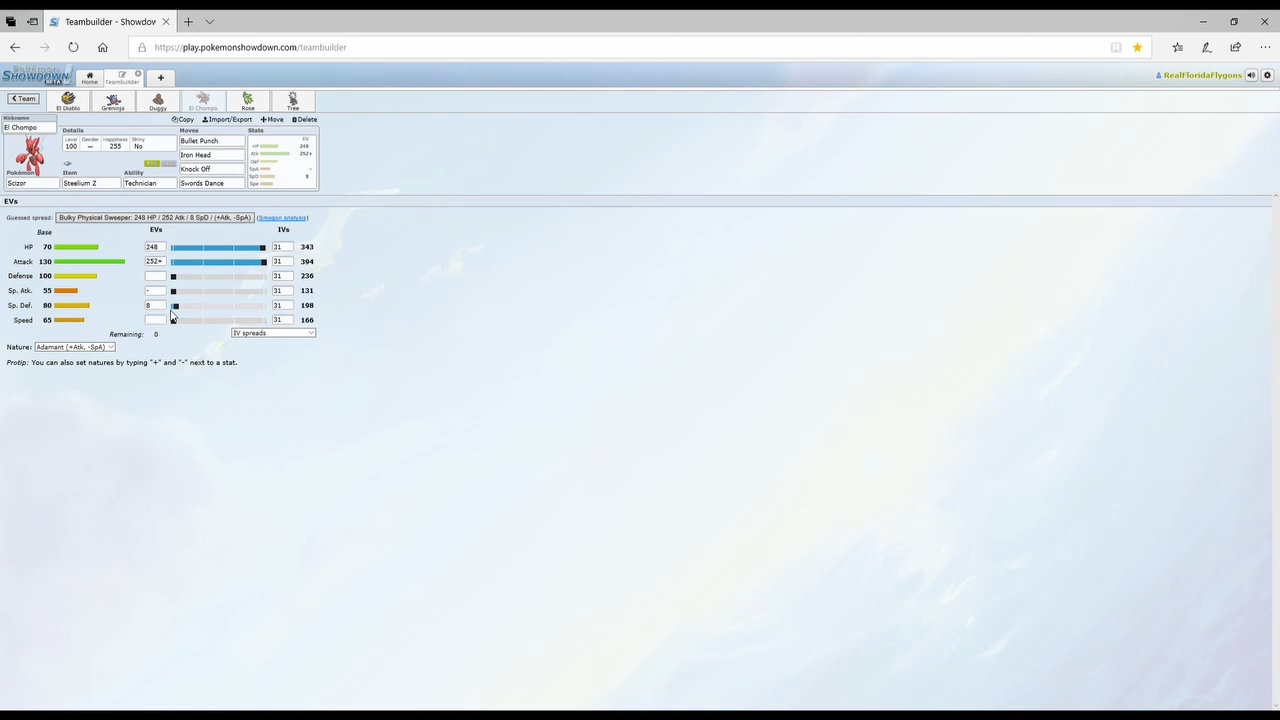 Teambuilder - Showdow
https://play.pokemonshowdown.com/teambuilder
Pokémon
SHOWDOWN
BETA
Home
Teambuilder
RealFloridaFlygons
Team
El Diablo
Greninja
Duggy
El Chompo
Rose
Tree
Nickname
El Chompo
Copy
Import/Export
Move
Delete
Details
Level
100
Gender
—
Happiness
255
Shiny
No
Pokémon
Scizor
Item
Steelium Z
Ability
Technician
Moves
Bullet Punch
Iron Head
Knock Off
Swords Dance
Stats
EV
HP 248
Atk 252+
Def
SpA −
SpD 8
Spe
EVs
Guessed spread: Bulky Physical Sweeper: 248 HP / 252 Atk / 8 SpD / (+Atk, -SpA) (Smogon analysis)
Base EVs IVs
HP 70 248 31 343
Attack 130 252+ 31 394
Defense 100 31 236
Sp. Atk. 55 - 31 131
Sp. Def. 80 8 31 198
Speed 65 31 166
Remaining: 0 IV spreads
Nature: Adamant (+Atk, -SpA)
Protip: You can also set natures by typing "+" and "-" next to a stat.